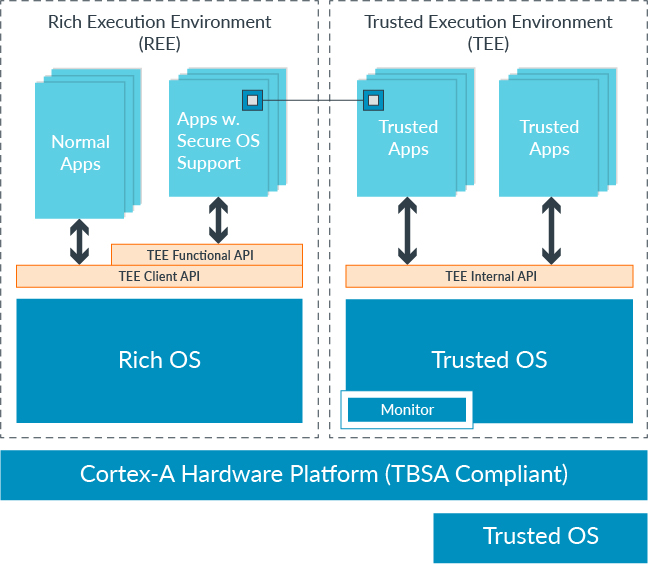 Rich Execution Environment
(REE)
Trusted Execution Environment
(TEE)
Normal
Apps
Apps w.
Secure OS
Support
Trusted
Apps
Trusted
Apps
TEE Functional API
TEE Client API
TEE Internal API
Rich OS
Trusted OS
Monitor
Cortex-A Hardware Platform (TBSA Compliant)
Trusted OS